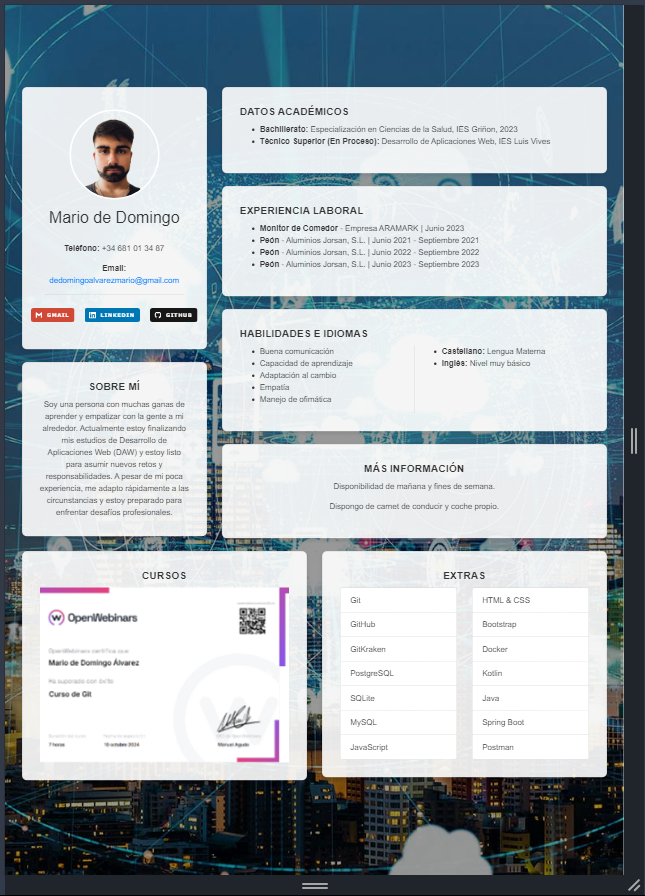 Mario de Domingo
Teléfono: +34 681 01 34 87
Email:
dedomingoalvarezmario@gmail.com
GMAIL
LINKEDIN
GITHUB
SOBRE MÍ
Soy una persona con muchas ganas de
aprender y empatizar con la gente a mi
alrededor. Actualmente estoy finalizando
mis estudios de Desarrollo de
Aplicaciones Web (DAW) y estoy listo
para asumir nuevos retos y
responsabilidades. A pesar de mi poca
experiencia, me adapto rápidamente a las
circunstancias y estoy preparado para
enfrentar desafíos profesionales.
DATOS ACADÉMICOS
Bachillerato: Especialización en Ciencias de la Salud, IES Griñon, 2023
Técnico Superior (En Proceso): Desarrollo de Aplicaciones Web, IES Luis Vives
EXPERIENCIA LABORAL
Monitor de Comedor - Empresa ARAMARK | Junio 2023
Peón - Aluminios Jorsan, S.L. | Junio 2021 - Septiembre 2021
Peón - Aluminios Jorsan, S.L. | Junio 2022 - Septiembre 2022
Peón - Aluminios Jorsan, S.L. | Junio 2023 - Septiembre 2023
HABILIDADES E IDIOMAS
Buena comunicación
Capacidad de aprendizaje
Adaptación al cambio
Empatía
Manejo de ofimática
Castellano: Lengua Materna
Inglés: Nivel muy básico
MÁS INFORMACIÓN
Disponibilidad de mañana y fines de semana.
Dispongo de carnet de conducir y coche propio.
CURSOS
OpenWebinars
OpenWebinars certifica que
Mario de Domingo Álvarez
Ha superado con éxito
Curso de Git
7 horas
18 octubre 2024
Manuel Agudo
EXTRAS
Git
GitHub
GitKraken
PostgreSQL
SQLite
MySQL
JavaScript
HTML & CSS
Bootstrap
Docker
Kotlin
Java
Spring Boot
Postman